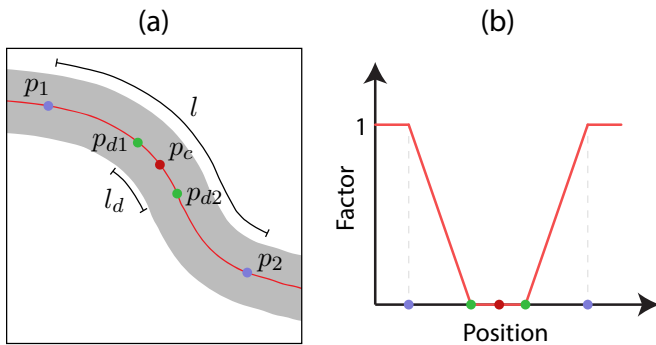 (a)
p1
l
pd1
pc
ld
pd2
p2
(b)
1
Factor
Position